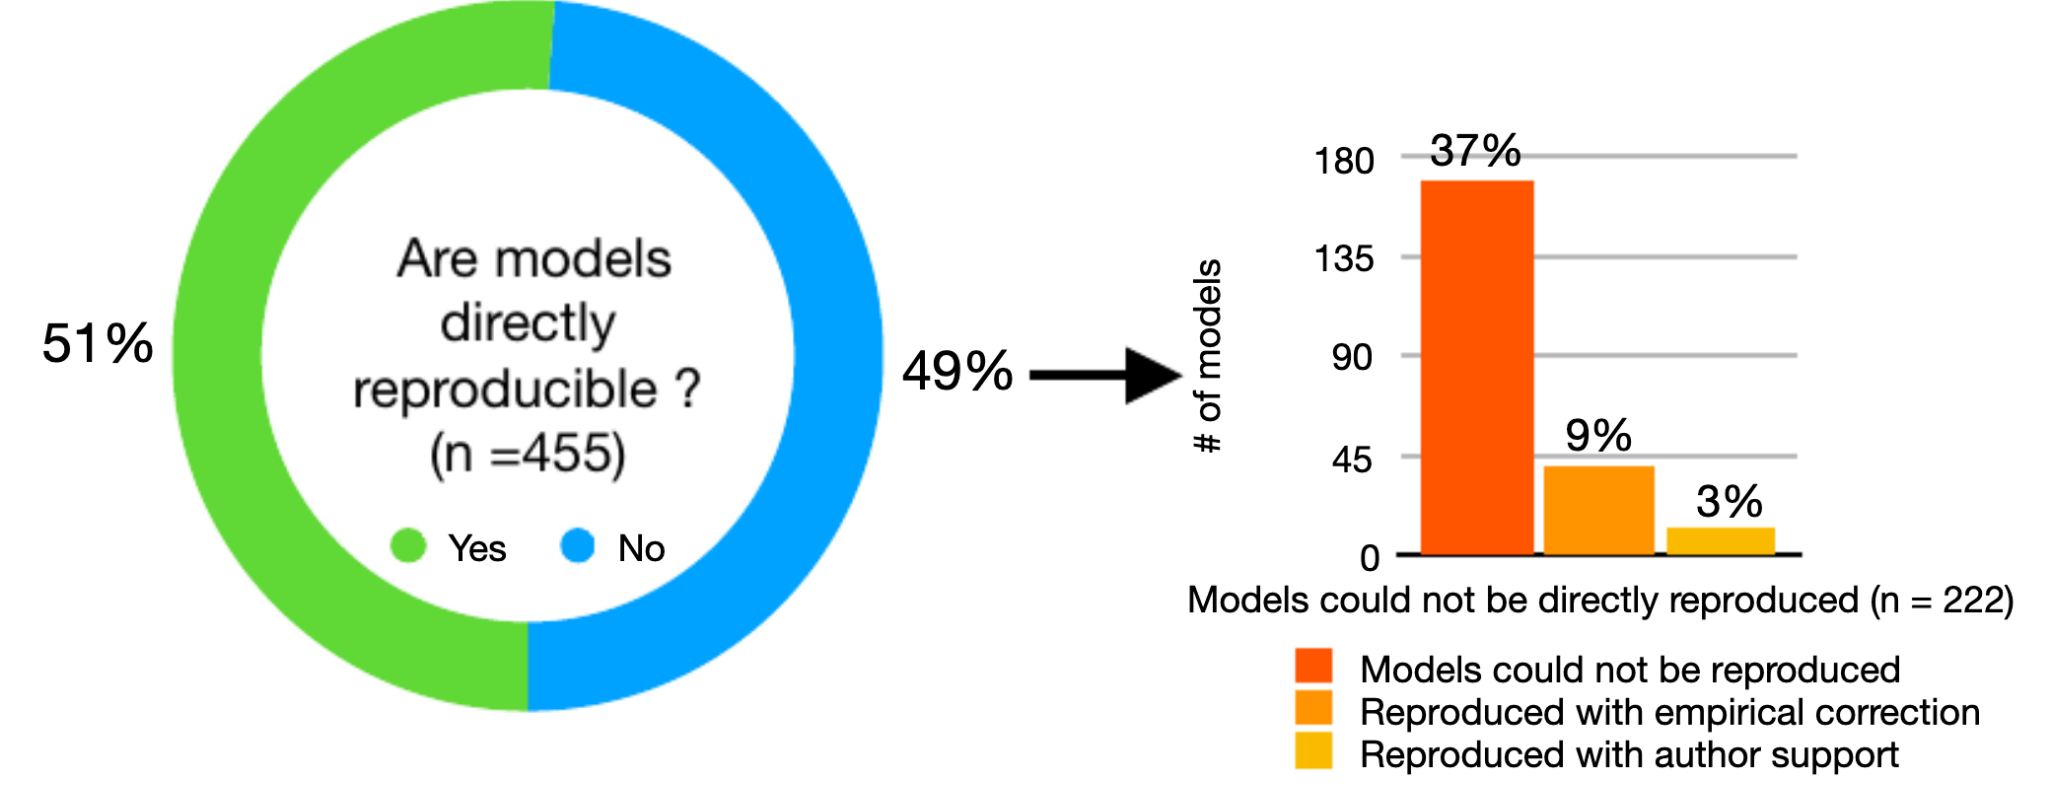 51%
Are models
directly
reproducible ?
(n =455)
Yes
No
49%
# of models
180
135
90
45
0
37%
9%
3%
Models could not be directly reproduced (n = 222)
Models could not be reproduced
Reproduced with empirical correction
Reproduced with author support